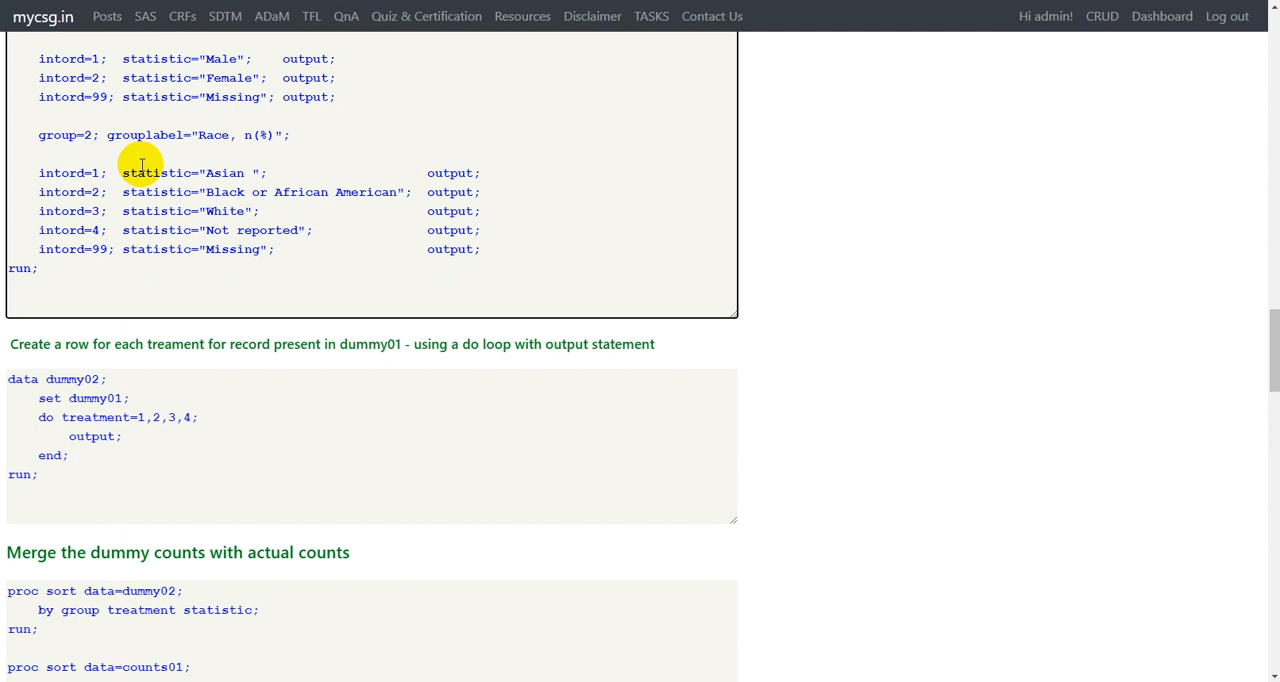 mycsg.in Posts SAS CRFs SDTM ADaM TFL QnA Quiz & Certification Resources Disclaimer TASKS Contact Us Hi admin! CRUD Dashboard Log out
intord=1; statistic="Male"; output;
intord=2; statistic="Female"; output;
intord=99; statistic="Missing"; output;
group=2; grouplabel="Race, n(%)";
intord=1; statistic="Asian "; output;
intord=2; statistic="Black or African American"; output;
intord=3; statistic="White"; output;
intord=4; statistic="Not reported"; output;
intord=99; statistic="Missing"; output;
run;
Create a row for each treament for record present in dummy01 - using a do loop with output statement
data dummy02;
set dummy01;
do treatment=1,2,3,4;
output;
end;
run;
Merge the dummy counts with actual counts
proc sort data=dummy02;
by group treatment statistic;
run;
proc sort data=counts01;